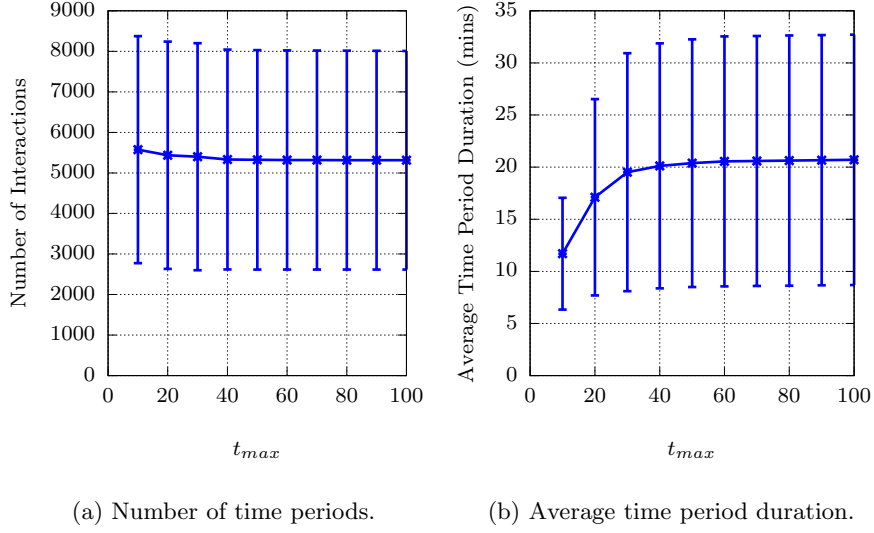 Number of Interactions
9000
8000
7000
6000
5000
4000
3000
2000
1000
0
0 20 40 60 80 100
t_max
(a) Number of time periods.
Average Time Period Duration (mins)
35
30
25
20
15
10
5
0
0 20 40 60 80 100
t_max
(b) Average time period duration.